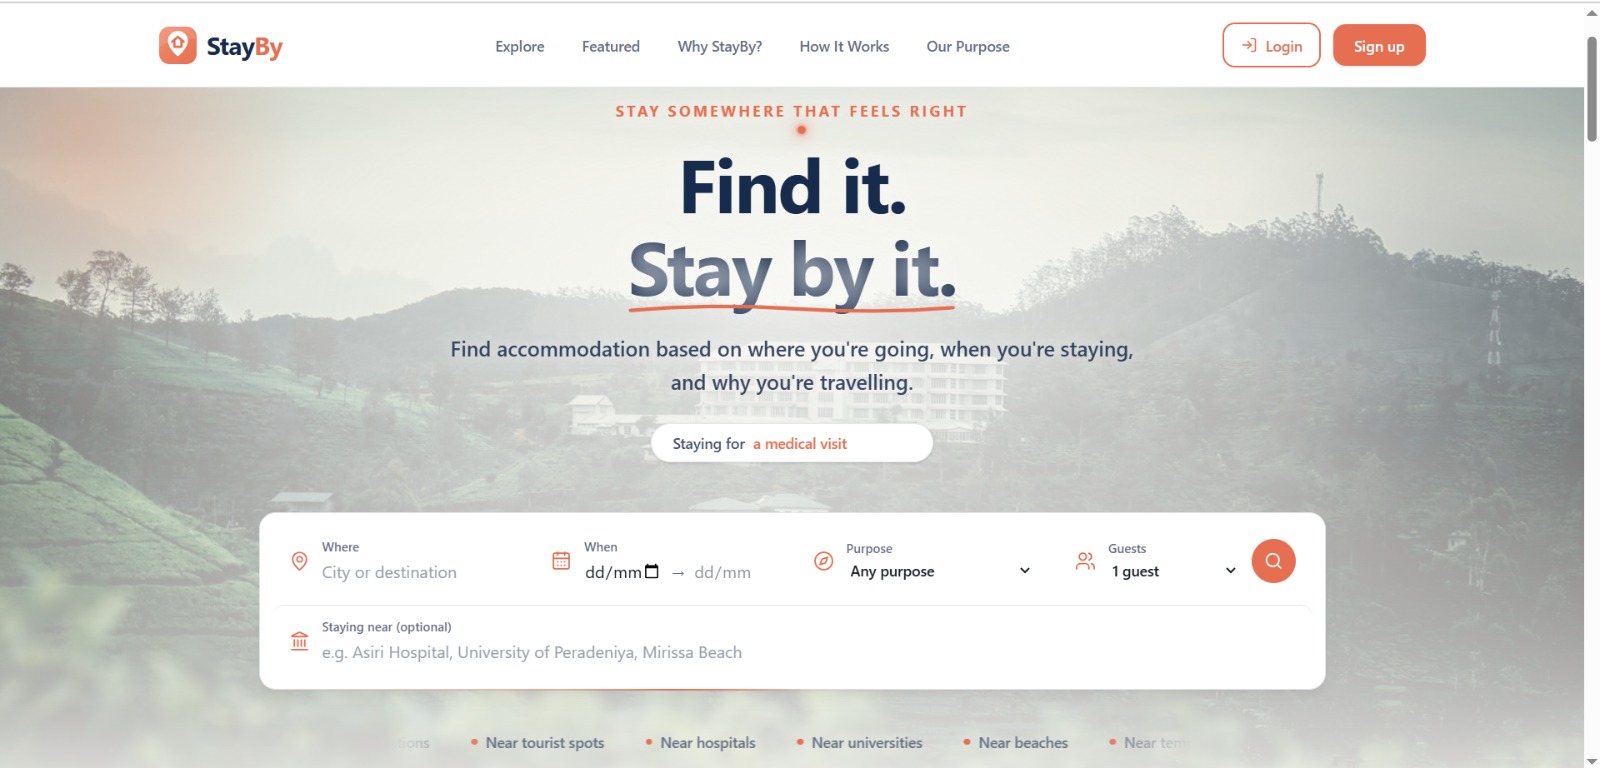 StayBy
Explore
Featured
Why StayBy?
How It Works
Our Purpose
Login
Sign up
STAY SOMEWHERE THAT FEELS RIGHT
Find it.
Stay by it.
Find accommodation based on where you're going, when you're staying,
and why you're travelling.
Staying for a medical visit
Where
City or destination
When
dd/mm → dd/mm
Purpose
Any purpose
Guests
1 guest
Staying near (optional)
e.g. Asiri Hospital, University of Peradeniya, Mirissa Beach
Near tourist spots
Near hospitals
Near universities
Near beaches
Near